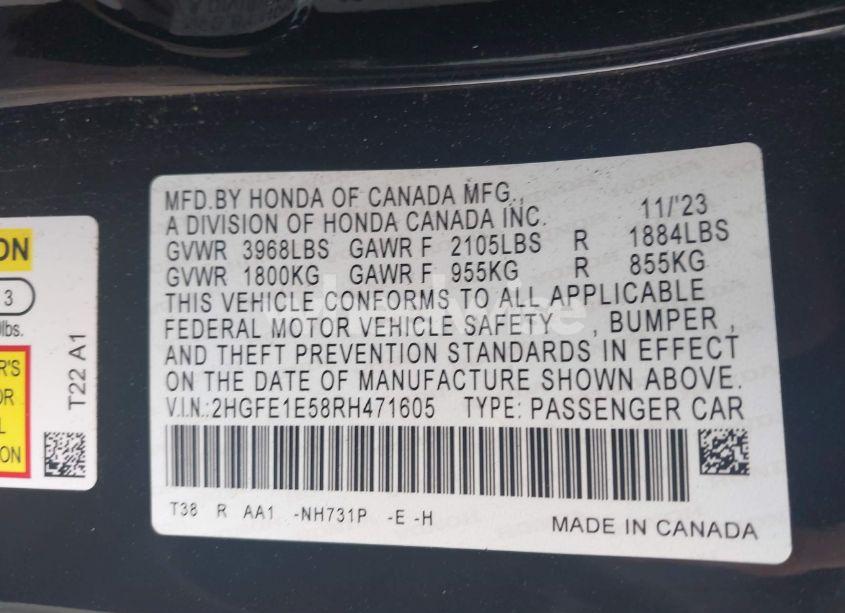 MFD.BY HONDA OF CANADA MFG.,
A DIVISION OF HONDA CANADA INC. 11/'23
GVWR 3968LBS GAWR F 2105LBS R 1884LBS
GVWR 1800KG GAWR F 955KG R 855KG
THIS VEHICLE CONFORMS TO ALL APPLICABLE
FEDERAL MOTOR VEHICLE SAFETY , BUMPER ,
AND THEFT PREVENTION STANDARDS IN EFFECT
ON THE DATE OF MANUFACTURE SHOWN ABOVE.
V.I.N.:2HGFE1E58RH471605 TYPE: PASSENGER CAR
T38 R AA1 -NH731P -E -H
MADE IN CANADA
ON
3
lbs.
'S
OR
L
ON
T22 A1